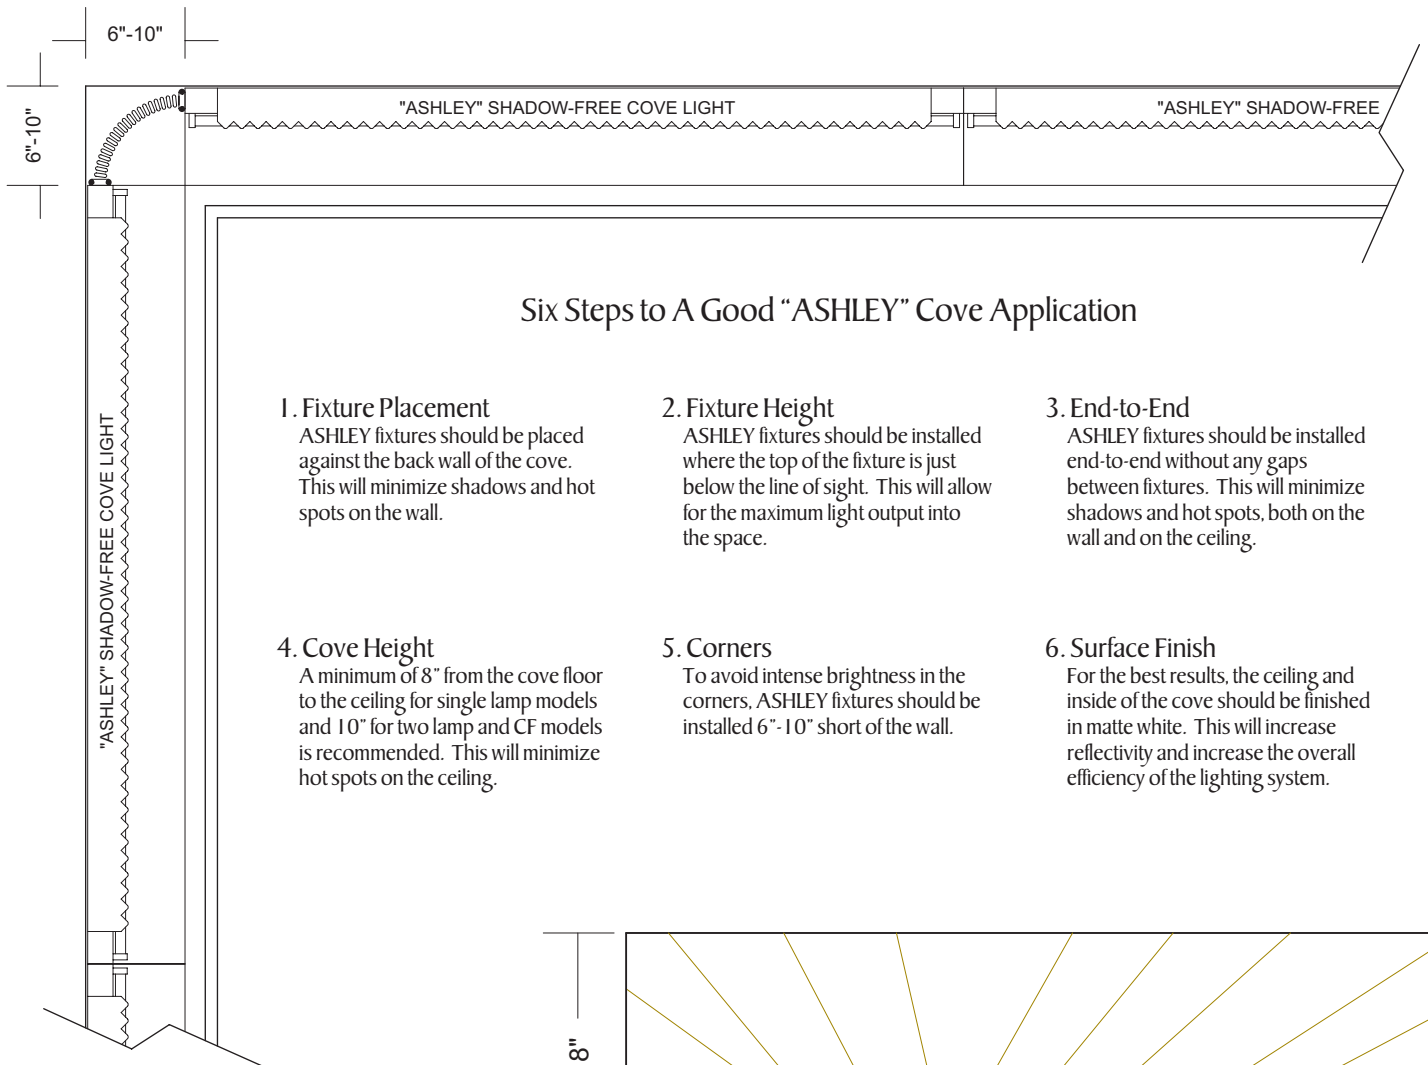 6"-10"
6"-10"
"ASHLEY" SHADOW-FREE COVE LIGHT
"ASHLEY" SHADOW-FREE
"ASHLEY" SHADOW-FREE COVE LIGHT
Six Steps to A Good “ASHLEY” Cove Application
1. Fixture Placement
ASHLEY fixtures should be placed
against the back wall of the cove.
This will minimize shadows and hot
spots on the wall.
2. Fixture Height
ASHLEY fixtures should be installed
where the top of the fixture is just
below the line of sight. This will allow
for the maximum light output into
the space.
3. End-to-End
ASHLEY fixtures should be installed
end-to-end without any gaps
between fixtures. This will minimize
shadows and hot spots, both on the
wall and on the ceiling.
4. Cove Height
A minimum of 8” from the cove floor
to the ceiling for single lamp models
and 10” for two lamp and CF models
is recommended. This will minimize
hot spots on the ceiling.
5. Corners
To avoid intense brightness in the
corners, ASHLEY fixtures should be
installed 6”-10” short of the wall.
6. Surface Finish
For the best results, the ceiling and
inside of the cove should be finished
in matte white. This will increase
reflectivity and increase the overall
efficiency of the lighting system.
8"